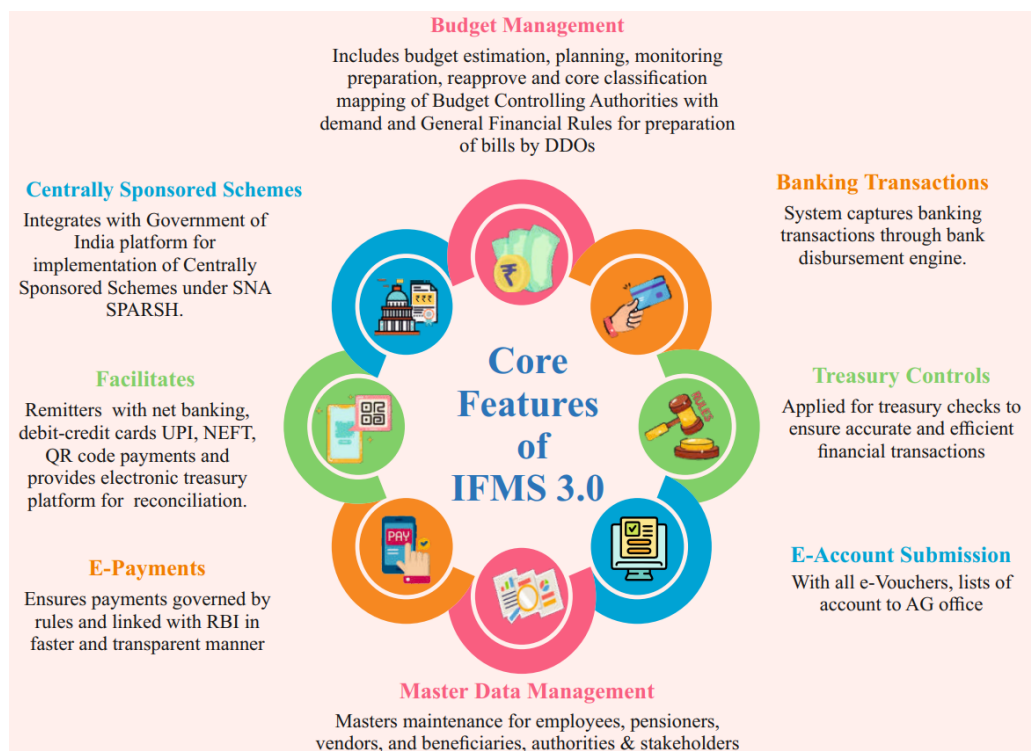 Budget Management
Includes budget estimation, planning, monitoring
preparation, reapprove and core classification
mapping of Budget Controlling Authorities with
demand and General Financial Rules for preparation
of bills by DDOs
Centrally Sponsored Schemes
Integrates with Government of
India platform for
implementation of Centrally
Sponsored Schemes under SNA
SPARSH.
Banking Transactions
System captures banking
transactions through bank
disbursement engine.
Core
Features
of
IFMS 3.0
Facilitates
Remitters with net banking,
debit-credit cards UPI, NEFT,
QR code payments and
provides electronic treasury
platform for reconciliation.
Treasury Controls
Applied for treasury checks to
ensure accurate and efficient
financial transactions
RULES
E-Payments
Ensures payments governed by
rules and linked with RBI in
faster and transparent manner
PAY
E-Account Submission
With all e-Vouchers, lists of
account to AG office
Master Data Management
Masters maintenance for employees, pensioners,
vendors, and beneficiaries, authorities & stakeholders
₹
₹₹₹